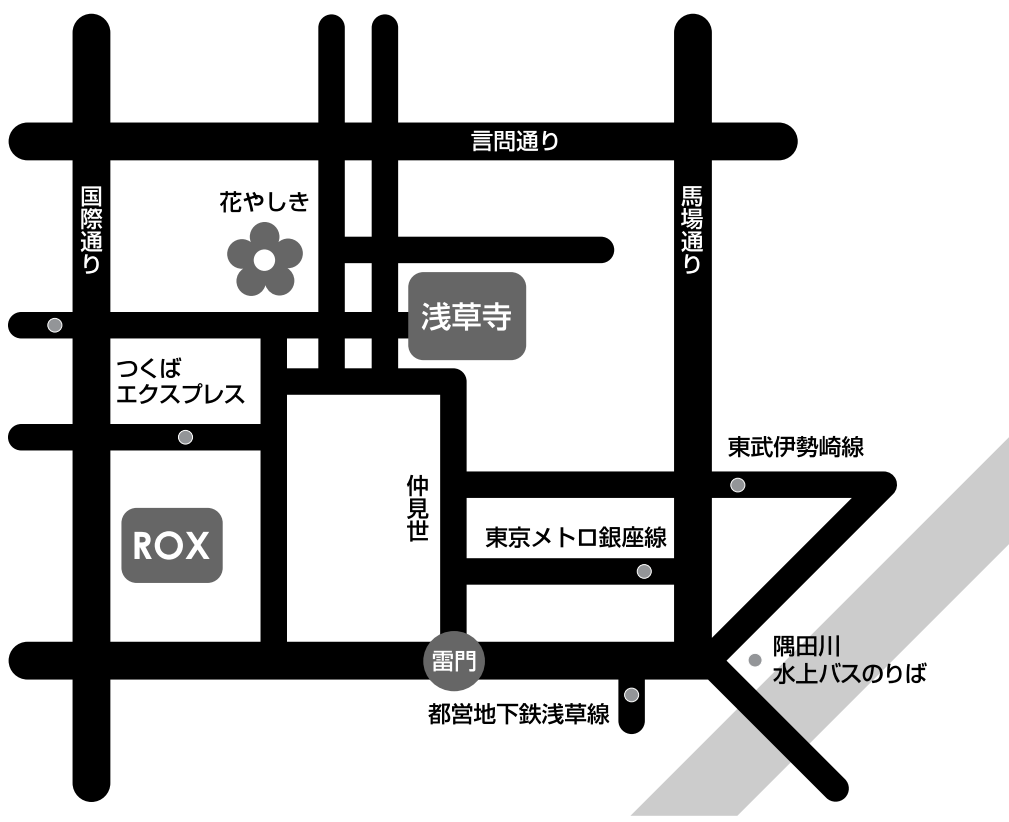 言問通り
国際通り
花やしき
馬場通り
浅草寺
つくば
エクスプレス
東武伊勢崎線
仲見世
ROX
東京メトロ銀座線
雷門
隅田川
水上バスのりば
都営地下鉄浅草線